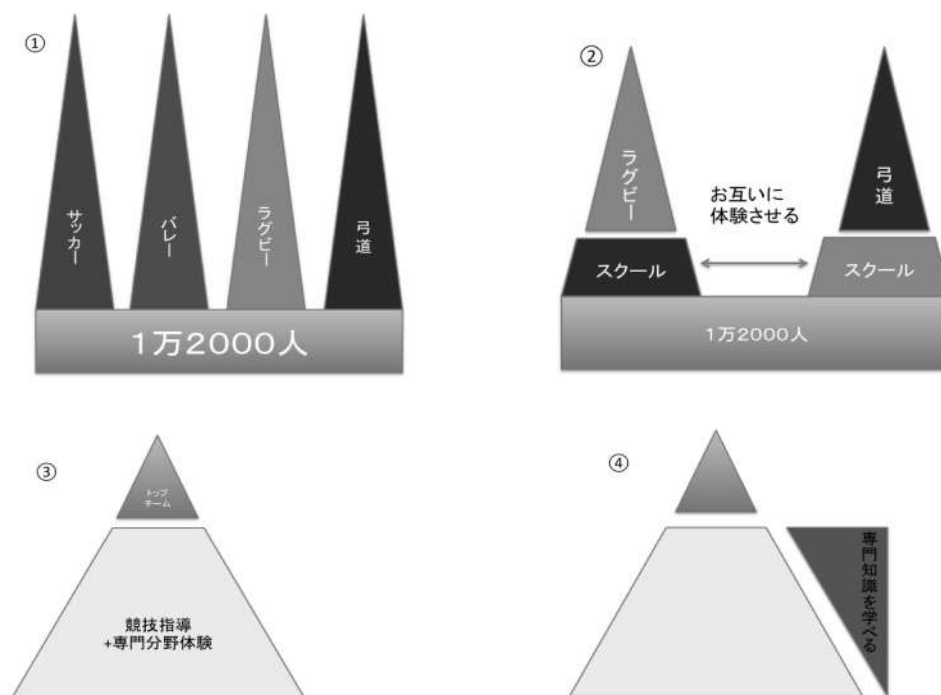 ①
サッカー
バレー
ラグビー
弓道
1万2000人
②
ラグビー
弓道
お互いに
体験させる
スクール
スクール
1万2000人
③
トップ
チーム
競技指導
+専門分野体験
④
専門知識を学べる